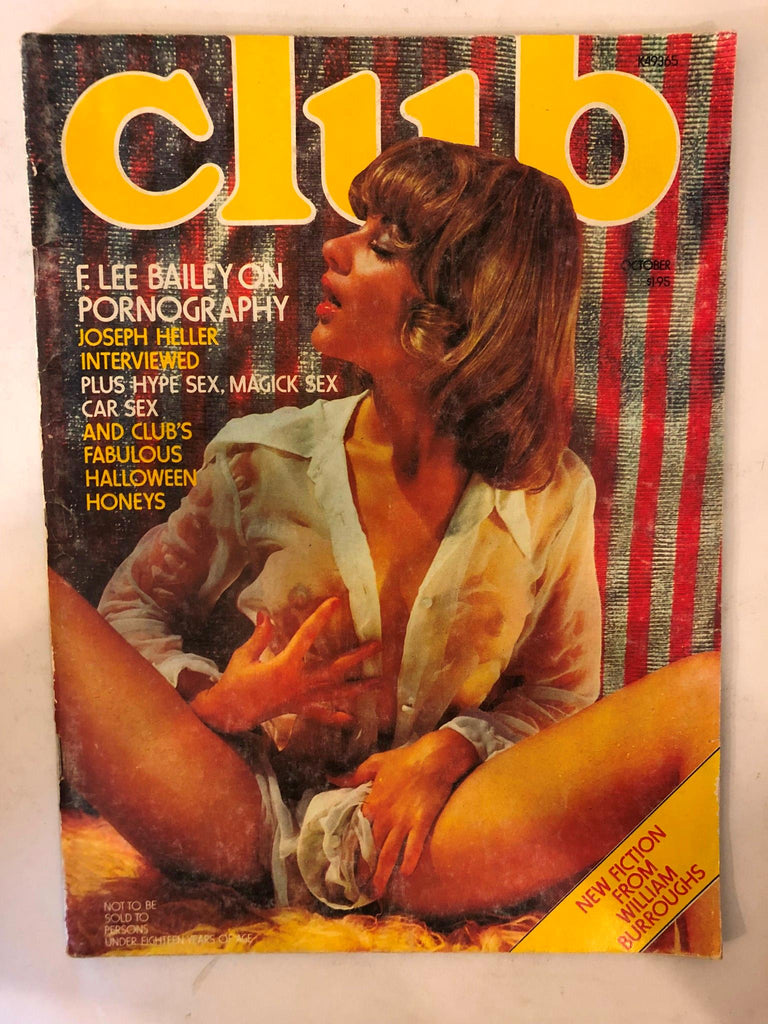 club
K49365
OCTOBER
$1.95
F. LEE BAILEY ON
PORNOGRAPHY
JOSEPH HELLER
INTERVIEWED
PLUS HYPE SEX, MAGICK SEX
CAR SEX
AND CLUB'S
FABULOUS
HALLOWEEN
HONEYS
NEW FICTION
FROM
WILLIAM
BURROUGHS
NOT TO BE
SOLD TO
PERSONS
UNDER EIGHTEEN YEARS OF AGE